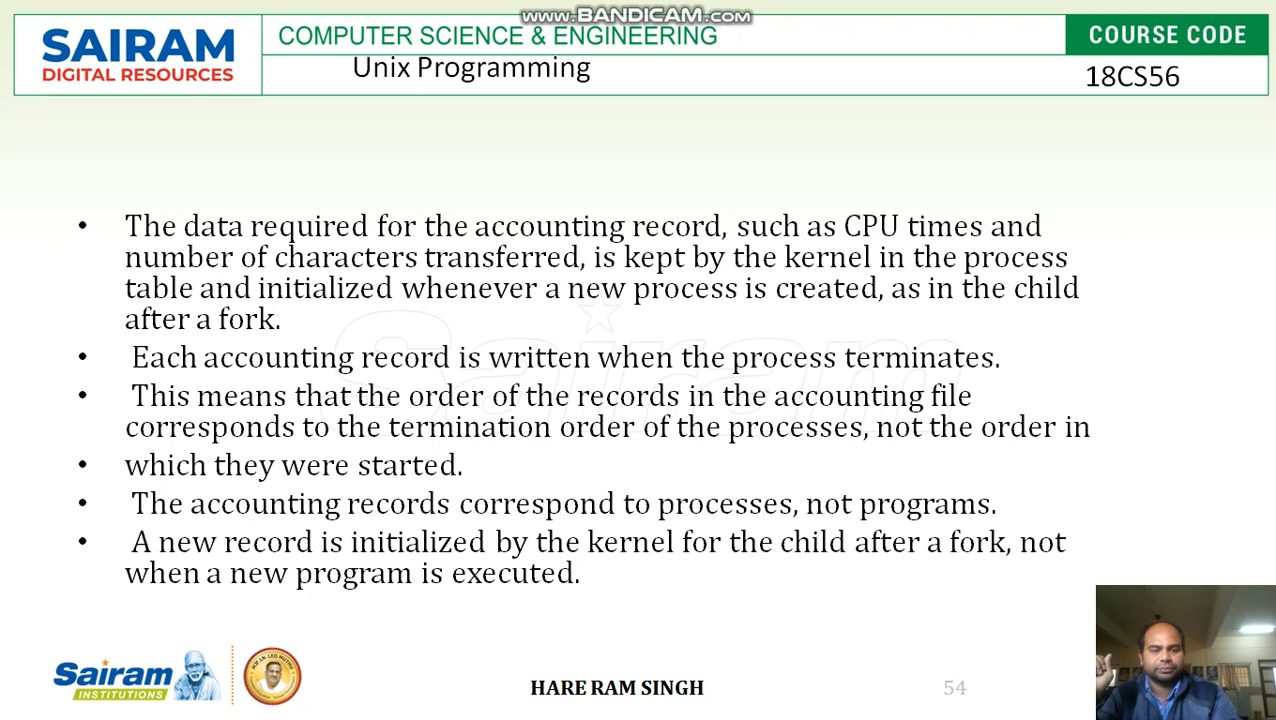 www.BANDICAM.com
SAIRAM
DIGITAL RESOURCES
COMPUTER SCIENCE & ENGINEERING
COURSE CODE
Unix Programming
18CS56
• The data required for the accounting record, such as CPU times and
number of characters transferred, is kept by the kernel in the process
table and initialized whenever a new process is created, as in the child
after a fork.
• Each accounting record is written when the process terminates.
• This means that the order of the records in the accounting file
corresponds to the termination order of the processes, not the order in
• which they were started.
• The accounting records correspond to processes, not programs.
• A new record is initialized by the kernel for the child after a fork, not
when a new program is executed.
Sairam
Sairam
INSTITUTIONS
HARE RAM SINGH
54